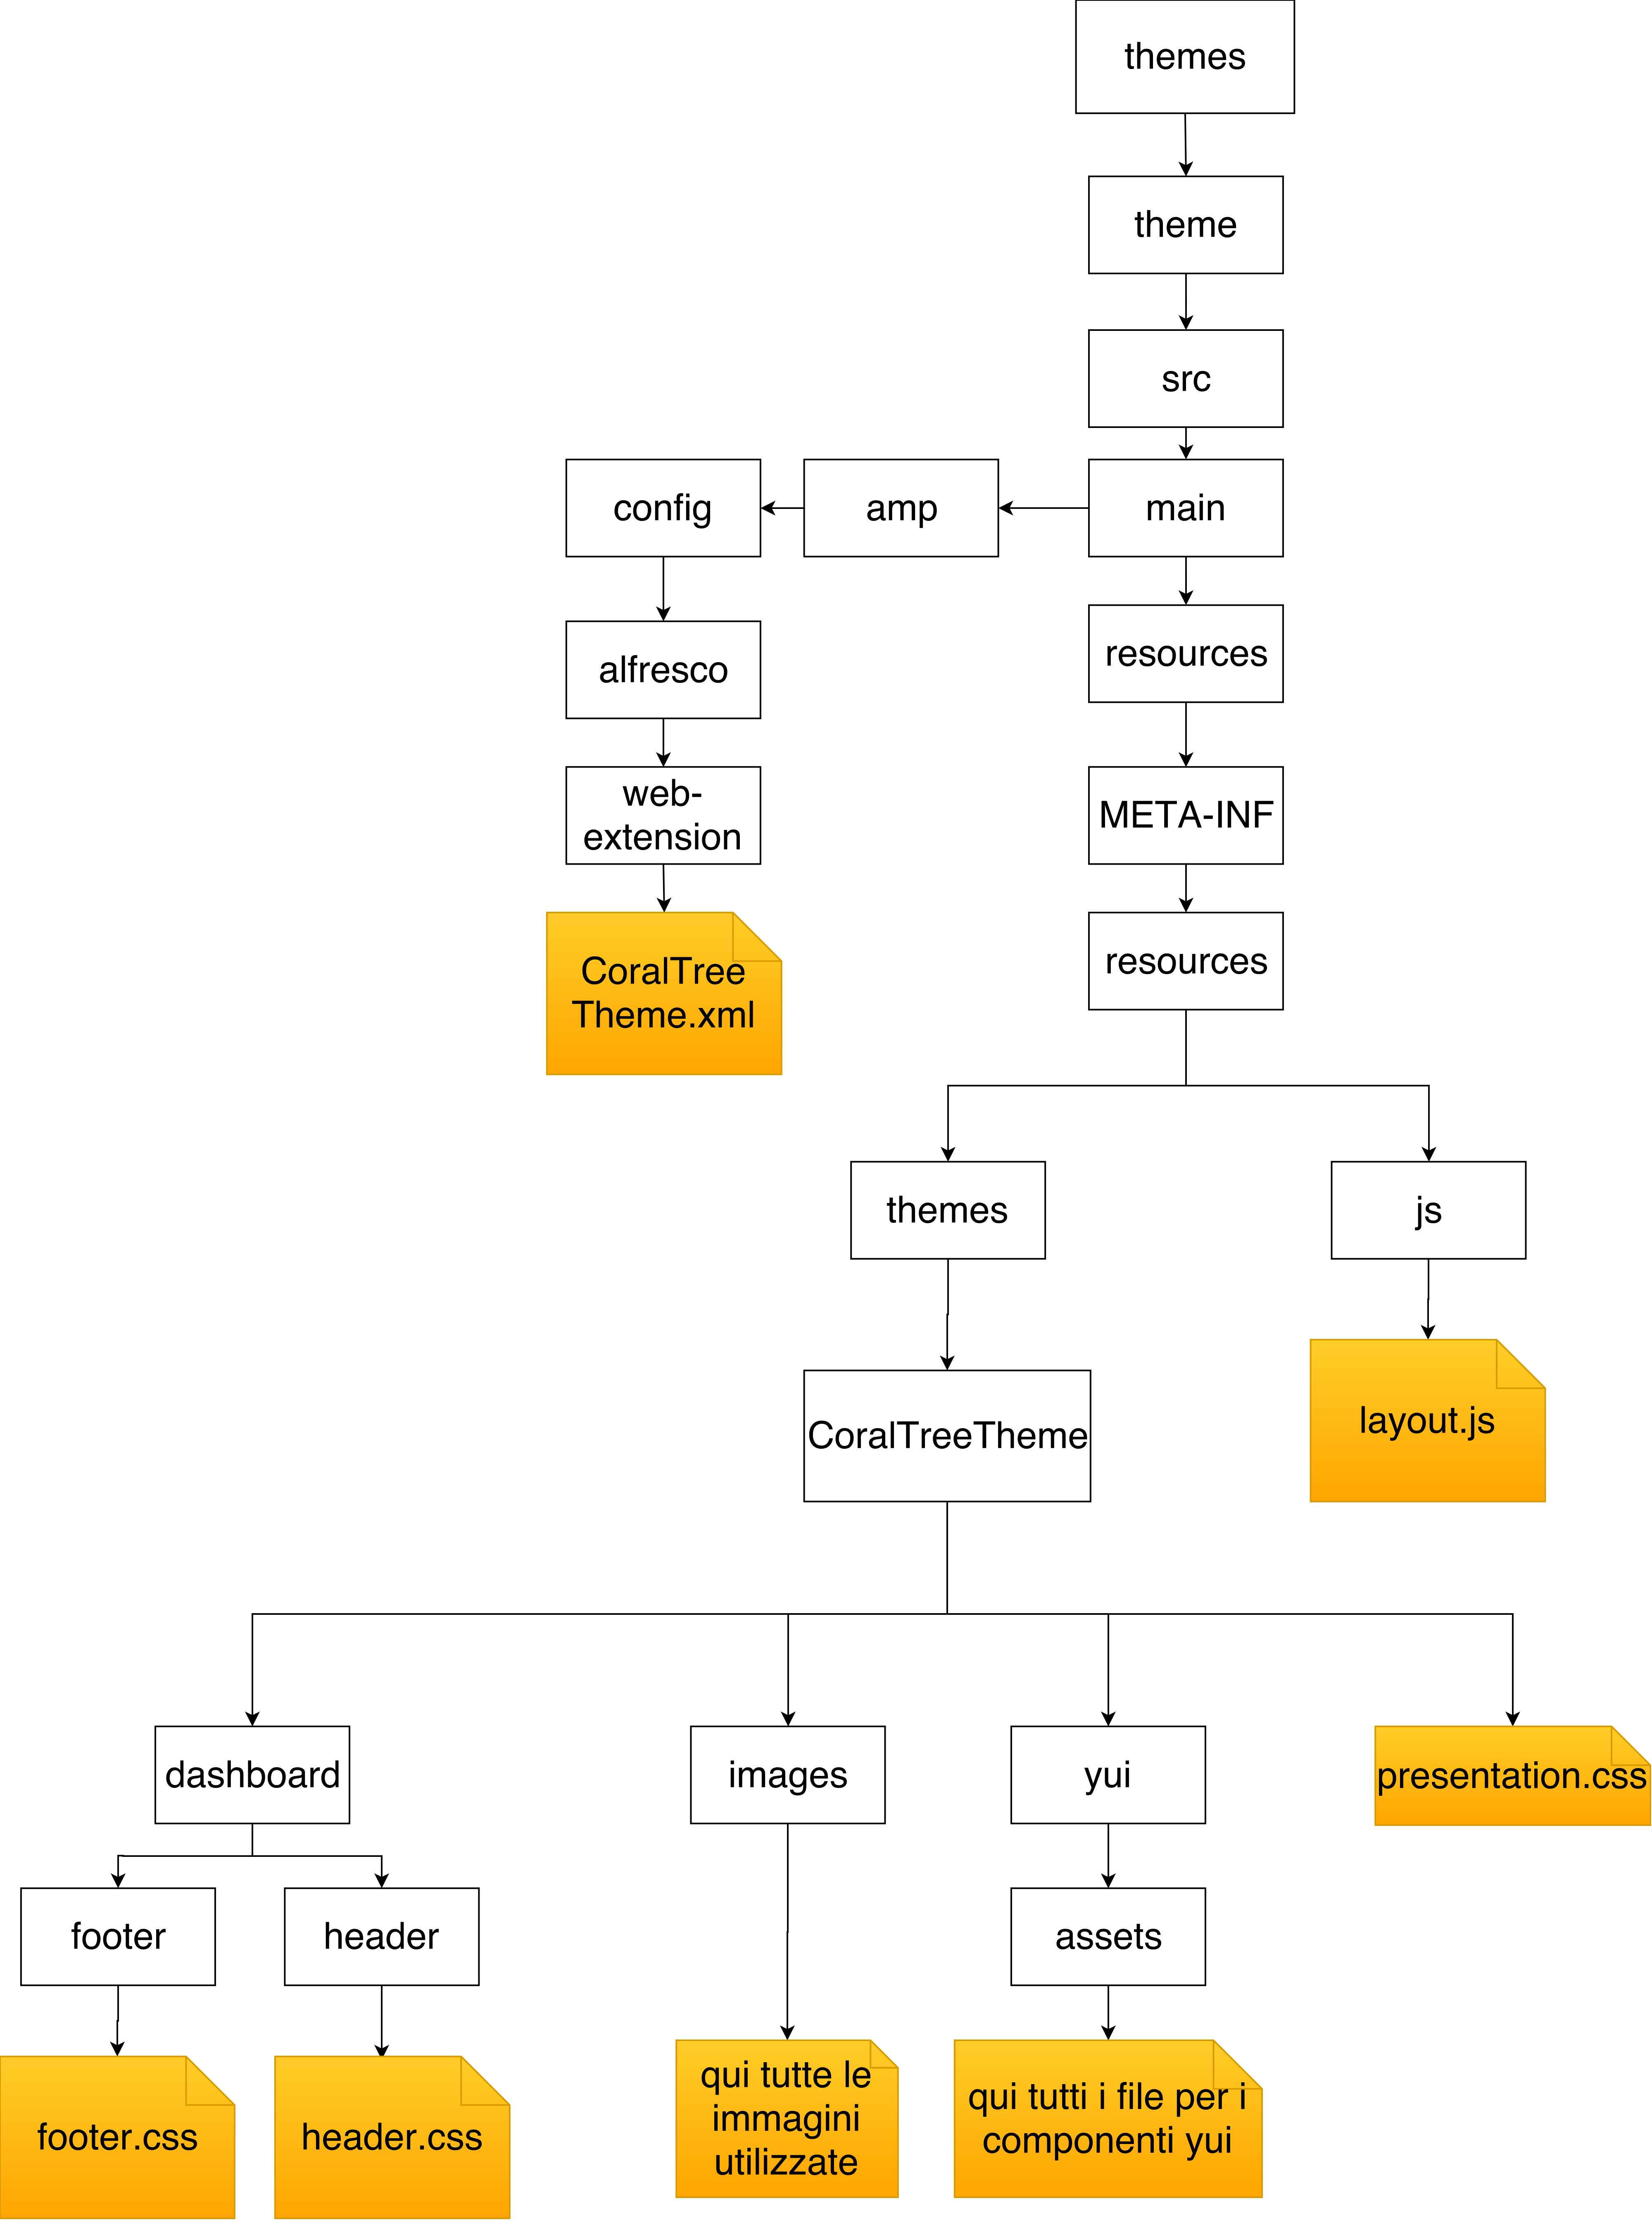 themes
theme
src
config
amp
main
alfresco
resources
web-
extension
META-INF
CoralTree
Theme.xml
resources
themes
js
CoralTreeTheme
layout.js
dashboard
images
yui
presentation.css
footer
header
assets
footer.css
header.css
qui tutte le
immagini
utilizzate
qui tutti i file per i
componenti yui